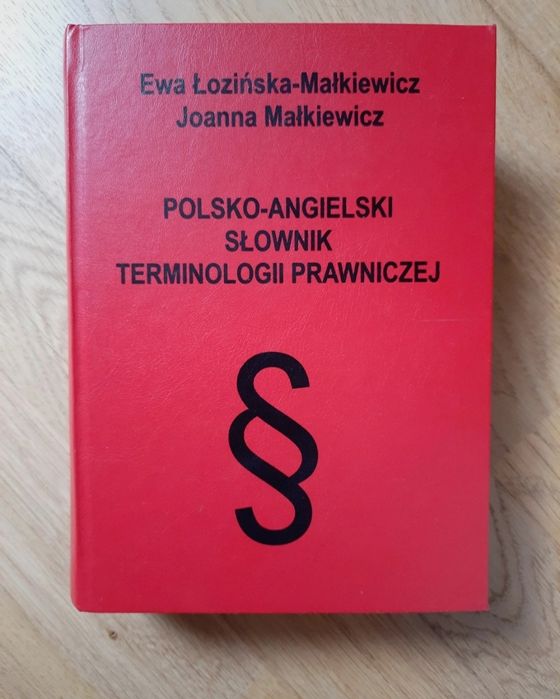 Ewa Łozińska-Małkiewicz
Joanna Małkiewicz
POLSKO-ANGIELSKI
SŁOWNIK
TERMINOLOGII PRAWNICZEJ
§